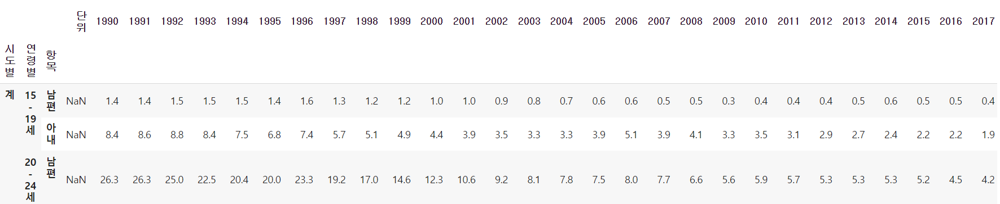 단위 1990 1991 1992 1993 1994 1995 1996 1997 1998 1999 2000 2001 2002 2003 2004 2005 2006 2007 2008 2009 2010 2011 2012 2013 2014 2015 2016 2017
시도별 연령별 항목
계 15-19세 남편 NaN 1.4 1.4 1.5 1.5 1.5 1.4 1.6 1.3 1.2 1.2 1.0 1.0 0.9 0.8 0.7 0.6 0.6 0.5 0.5 0.3 0.4 0.4 0.4 0.5 0.6 0.5 0.5 0.4
아내 NaN 8.4 8.6 8.8 8.4 7.5 6.8 7.4 5.7 5.1 4.9 4.4 3.9 3.5 3.3 3.3 3.9 5.1 3.9 4.1 3.3 3.5 3.1 2.9 2.7 2.4 2.2 2.2 1.9
20-24세 남편 NaN 26.3 26.3 25.0 22.5 20.4 20.0 23.3 19.2 17.0 14.6 12.3 10.6 9.2 8.1 7.8 7.5 8.0 7.7 6.6 5.6 5.9 5.7 5.3 5.3 5.3 5.2 4.5 4.2